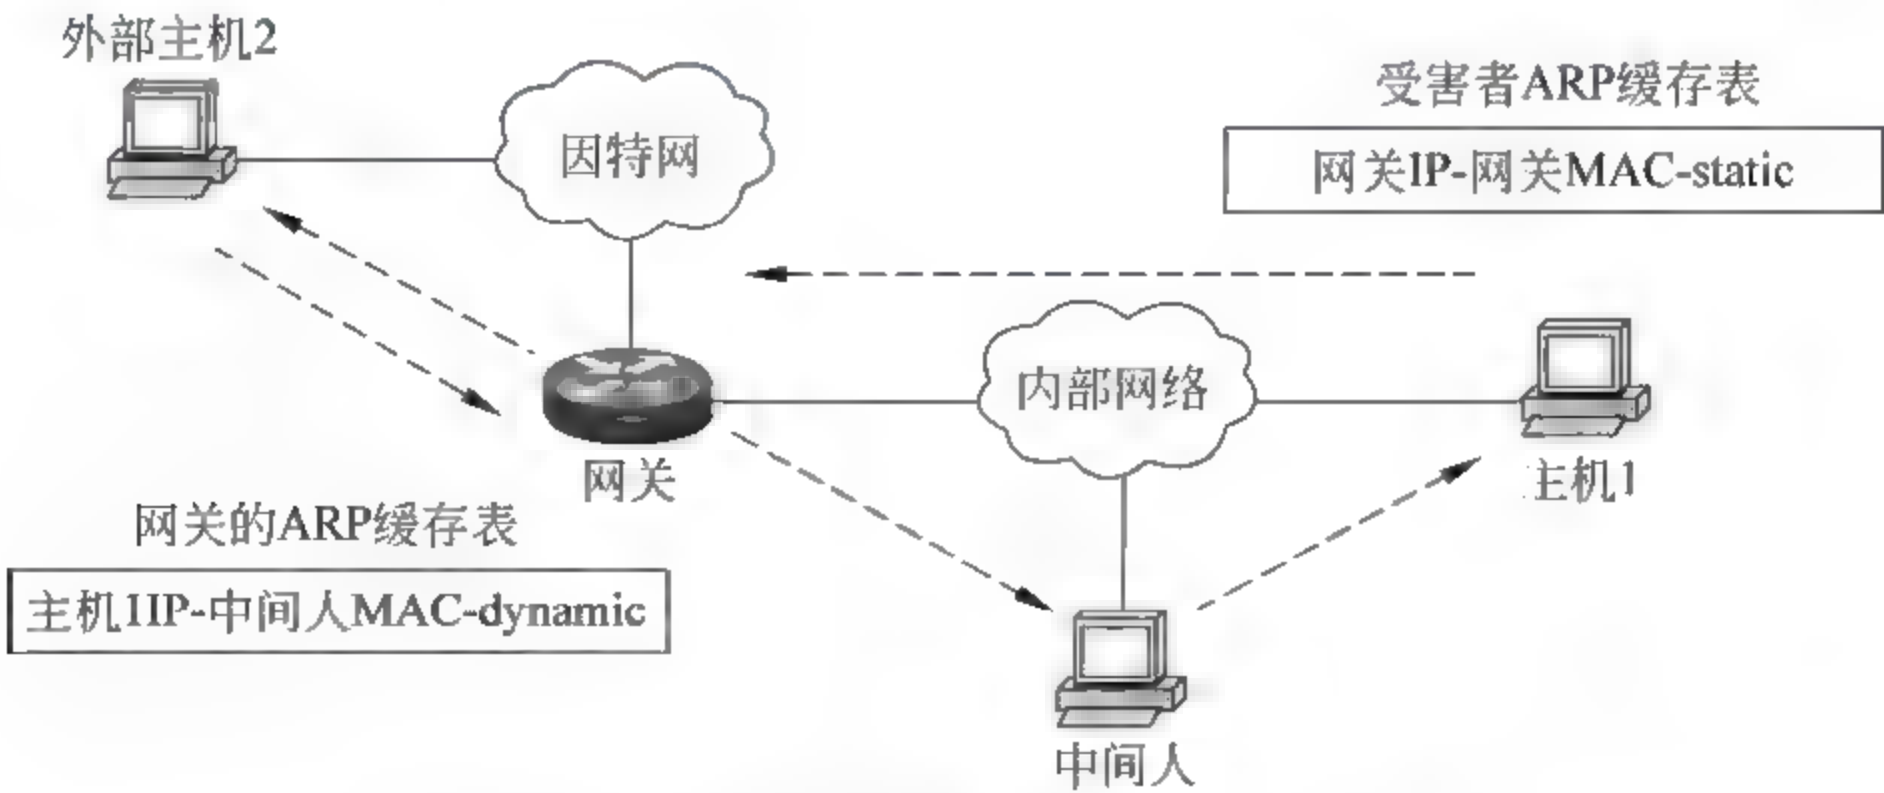 外部主机2
因特网
受害者ARP缓存表
网关IP-网关MAC-static
内部网络
网关
主机1
网关的ARP缓存表
主机1IP-中间人MAC-dynamic
中间人